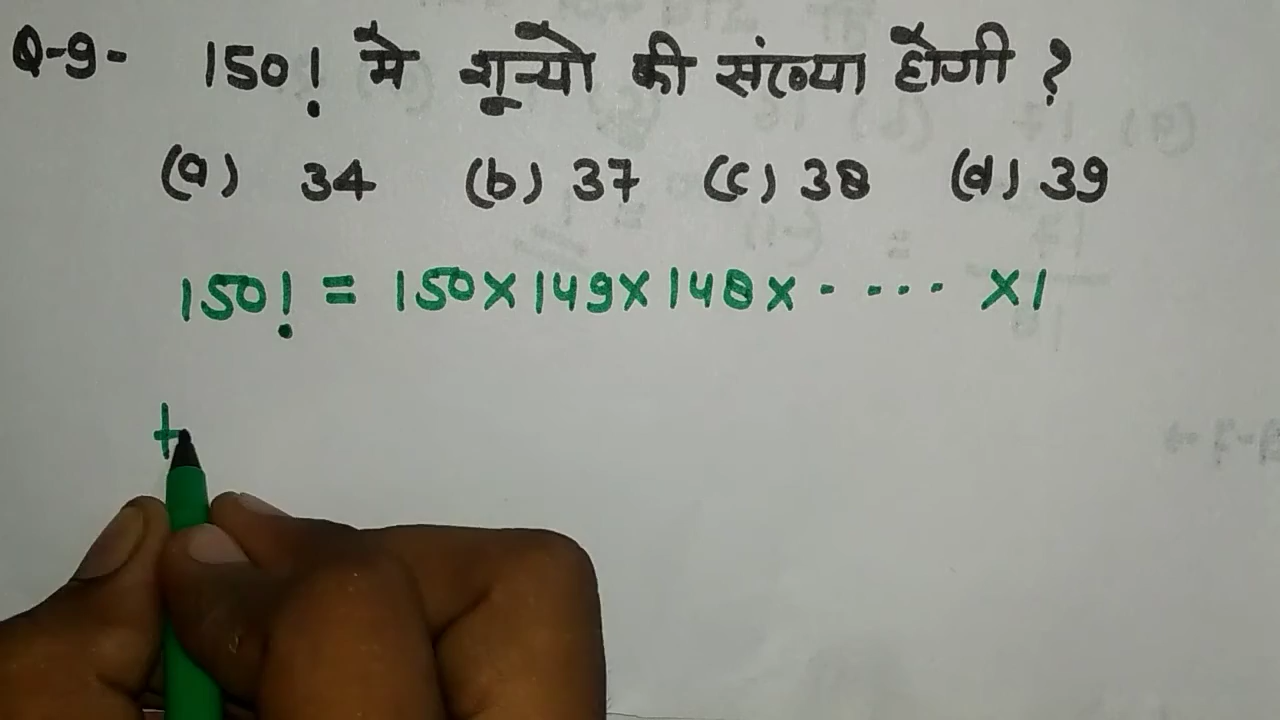 Q-9- 150! मे शून्यो की संख्या होगी ?
(a) 34 (b) 37 (c) 38 (d) 39
150! = 150×149×148×----- ×1